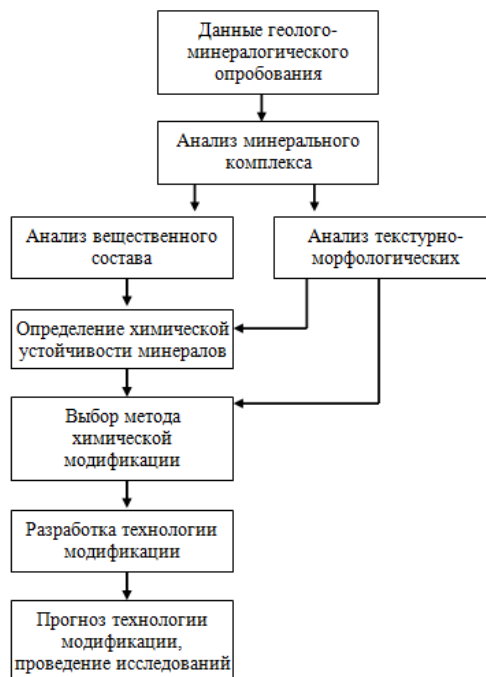 Данные геолого-
минералогического
опробования
Анализ минерального
комплекса
Анализ вещественного
состава
Анализ текстурно-
морфологических
Определение химической
устойчивости минералов
Выбор метода
химической
модификации
Разработка технологии
модификации
Прогноз технологии
модификации,
проведение исследований